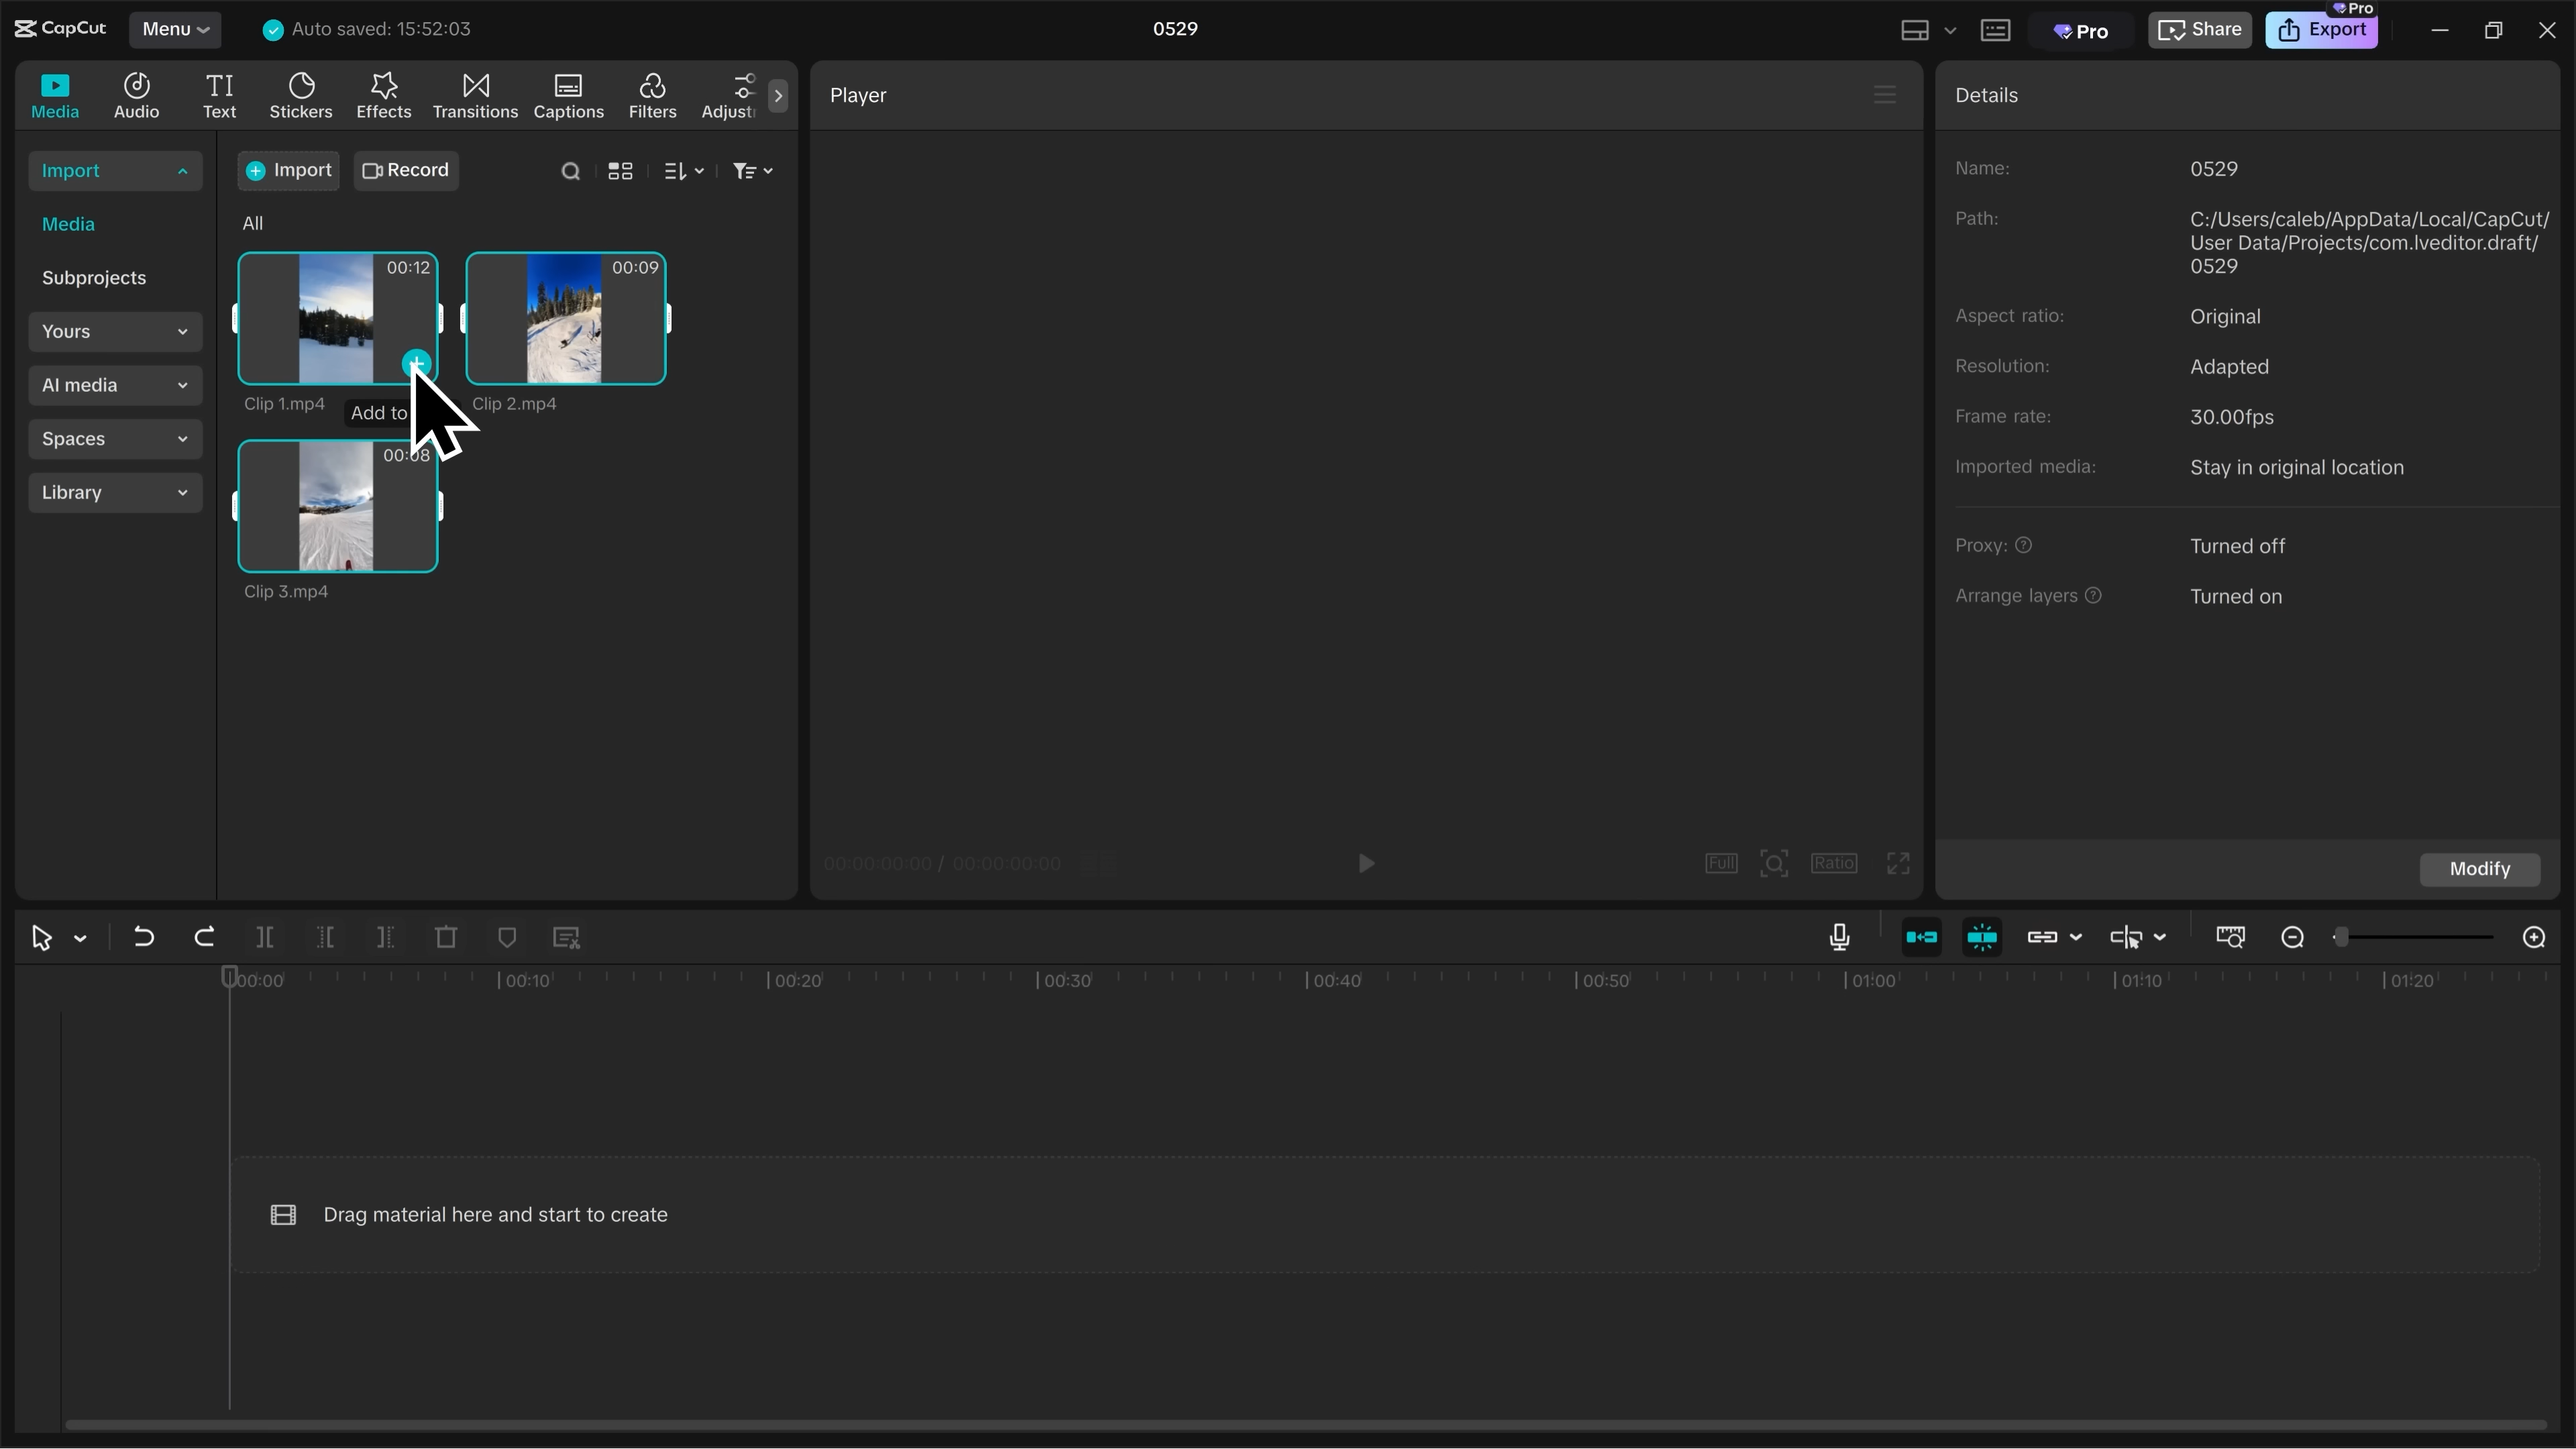 CapCut Menu Auto saved: 15:52:03 0529 Pro Share Export Pro
Media Audio Text Stickers Effects Transitions Captions Filters
Player
Details
Import
Media
Subprojects
Yours
AI media
Spaces
Library
Import Record
All
00:12 00:09
Clip 1.mp4 Add to Clip 2.mp4
00:08
Clip 3.mp4
00:00:00:00 / 00:00:00:00 Full Ratio
Name: 0529
Path: C:/Users/caleb/AppData/Local/CapCut/
User Data/Projects/com.lveditor.draft/
0529
Aspect ratio: Original
Resolution: Adapted
Frame rate: 30.00fps
Imported media: Stay in original location
Proxy: Turned off
Arrange layers Turned on
Modify
00:00 00:10 00:20 00:30 00:40 00:50 01:00 01:10 01:20
Drag material here and start to create